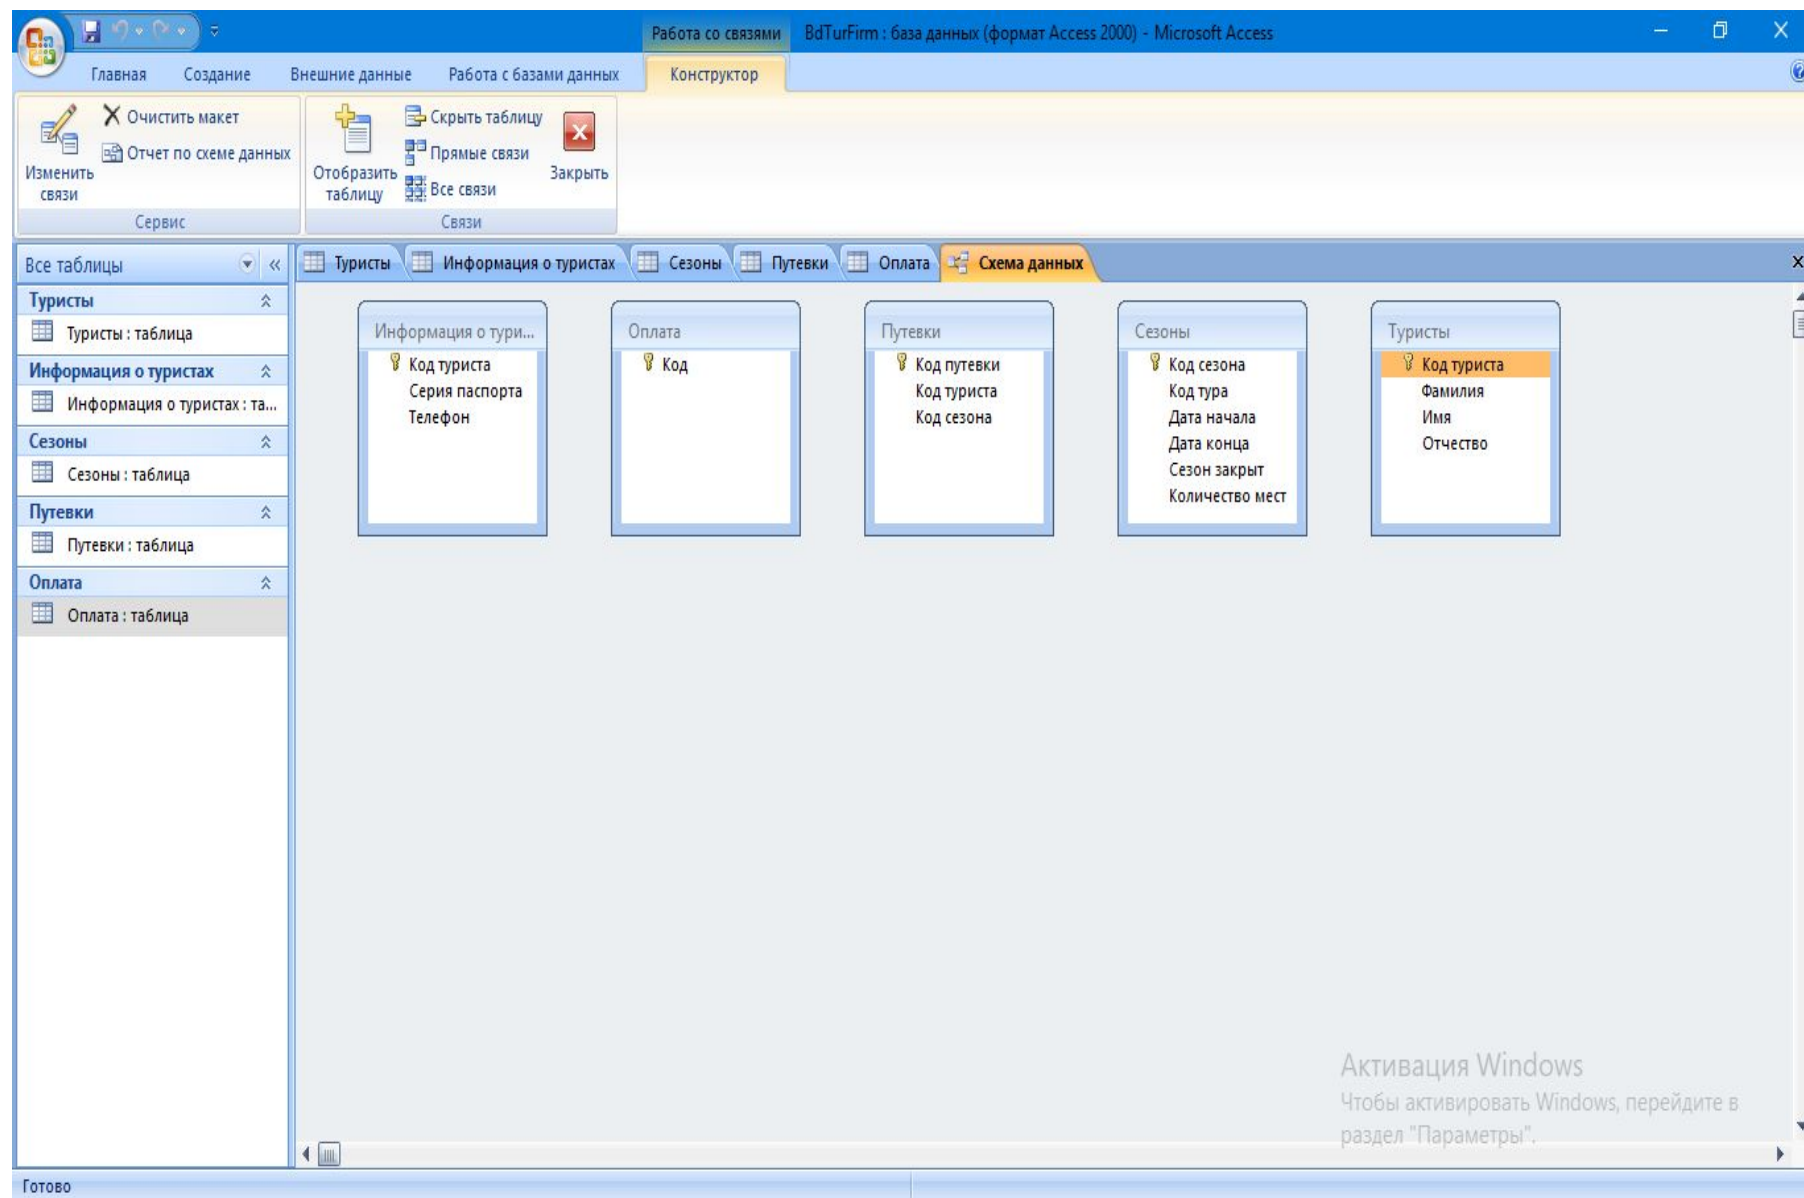 Работа со связями
BdTurFirm : база данных (формат Access 2000) - Microsoft Access
Главная Создание Внешние данные Работа с базами данных Конструктор
Изменить связи
Очистить макет
Отчет по схеме данных
Сервис
Отобразить таблицу
Скрыть таблицу
Прямые связи
Все связи
Закрыть
Связи
Все таблицы
Туристы
Туристы : таблица
Информация о туристах
Информация о туристах : та...
Сезоны
Сезоны : таблица
Путевки
Путевки : таблица
Оплата
Оплата : таблица
Туристы Информация о туристах Сезоны Путевки Оплата Схема данных
Информация о тури...
Код туриста
Серия паспорта
Телефон
Оплата
Код
Путевки
Код путевки
Код туриста
Код сезона
Сезоны
Код сезона
Код тура
Дата начала
Дата конца
Сезон закрыт
Количество мест
Туристы
Код туриста
Фамилия
Имя
Отчество
Активация Windows
Чтобы активировать Windows, перейдите в
раздел "Параметры".
Готово